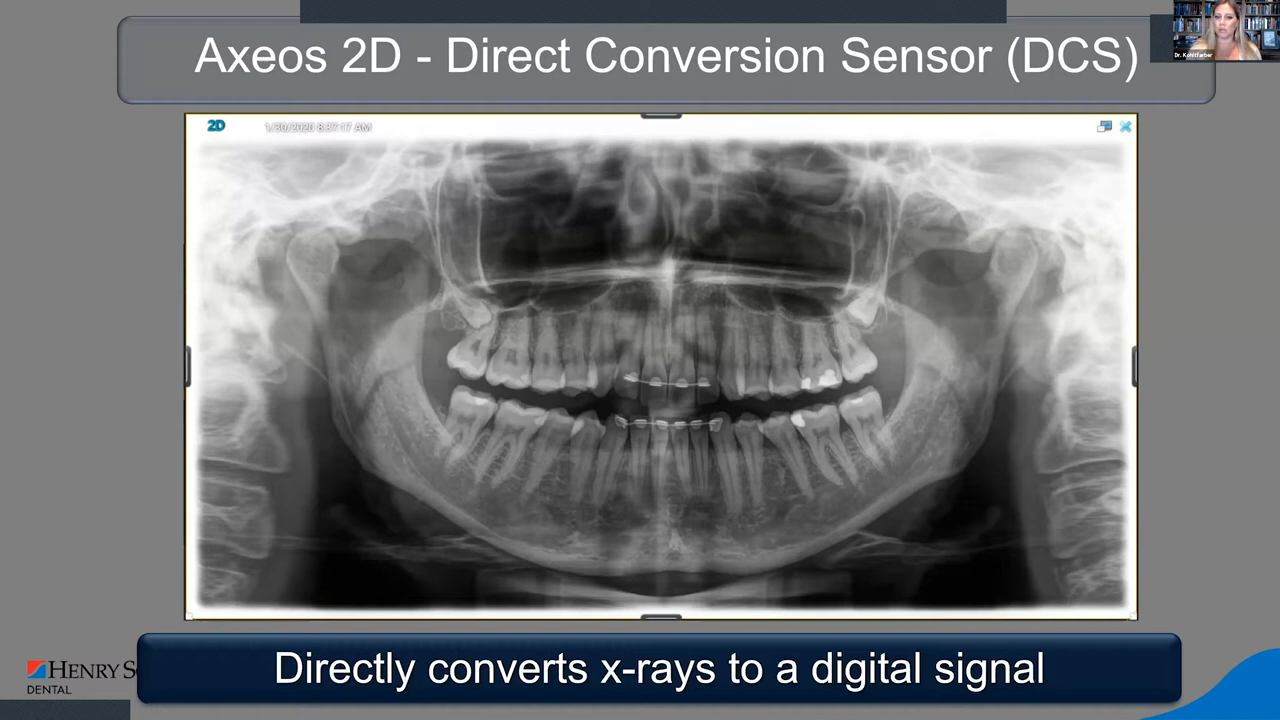 Axeos 2D - Direct Conversion Sensor (DCS)
Dr. Kohltfarber
2D
1/30/2020 8:37:17 AM
Directly converts x-rays to a digital signal
HENRY S
DENTAL